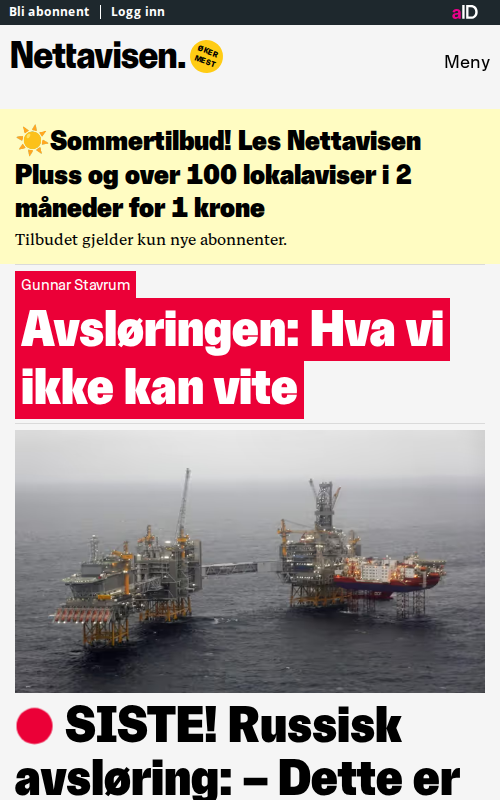 Bli abonnent | Logg inn
aID
Nettavisen.
ØKER
MEST
Meny
☀️Sommertilbud! Les Nettavisen
Pluss og over 100 lokalaviser i 2
måneder for 1 krone
Tilbudet gjelder kun nye abonnenter.
Gunnar Stavrum
Avsløringen: Hva vi
ikke kan vite
🔴 SISTE! Russisk
avsløring: – Dette er